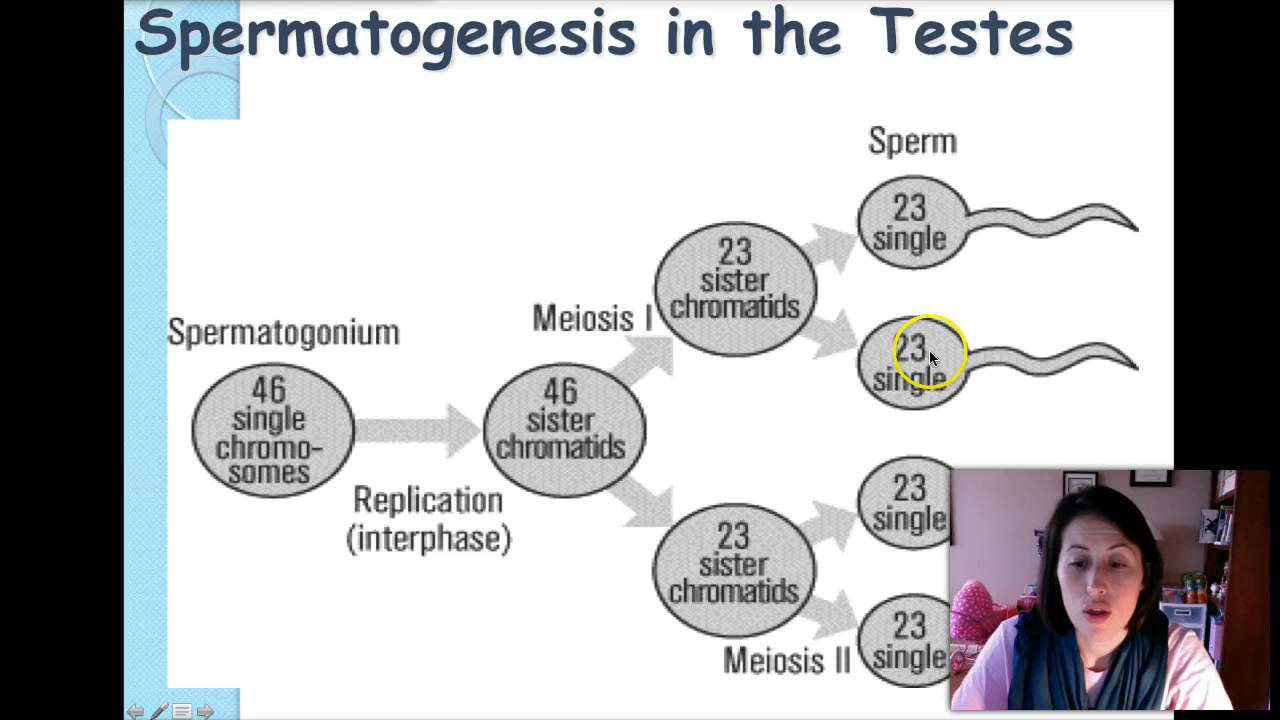 Spermatogenesis in the Testes
Sperm
23
single
23
sister
chromatids
Meiosis I
23
single
Spermatogonium
46
single
chromo-
somes
46
sister
chromatids
Replication
(interphase)
23
single
23
sister
chromatids
Meiosis II
23
single